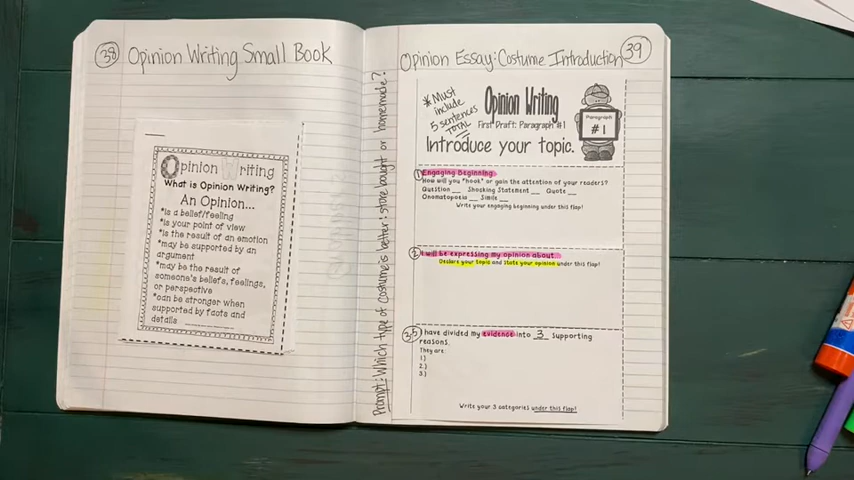 38
Opinion Writing Small Book
Opinion Writing
What is Opinion Writing?
An Opinion...
*is a belief/feeling
*is your point of view
*is the result of an emotion
*may be supported by an
argument
*may be the result of
someone's beliefs, feelings,
or perspective
*can be stronger when
supported by facts and
details
Prompt: Which type of costume is better: store bought or homemade?
Opinion Essay: Costume Introduction
39
* Must
include
5 sentences
TOTAL
Opinion Writing
First Draft: Paragraph #1
Introduce your topic.
Paragraph
#1
1 Engaging Beginning
How will you "hook" or gain the attention of your readers?
Question __ Shocking Statement __ Quote __
Onomatopoeia __ Simile __
Write your engaging beginning under this flap!
2 I will be expressing my opinion about...
Declare your topic and state your opinion under this flap!
3-5 I have divided my evidence into 3 supporting
reasons.
They are:
1)
2)
3)
Write your 3 categories under this flap!